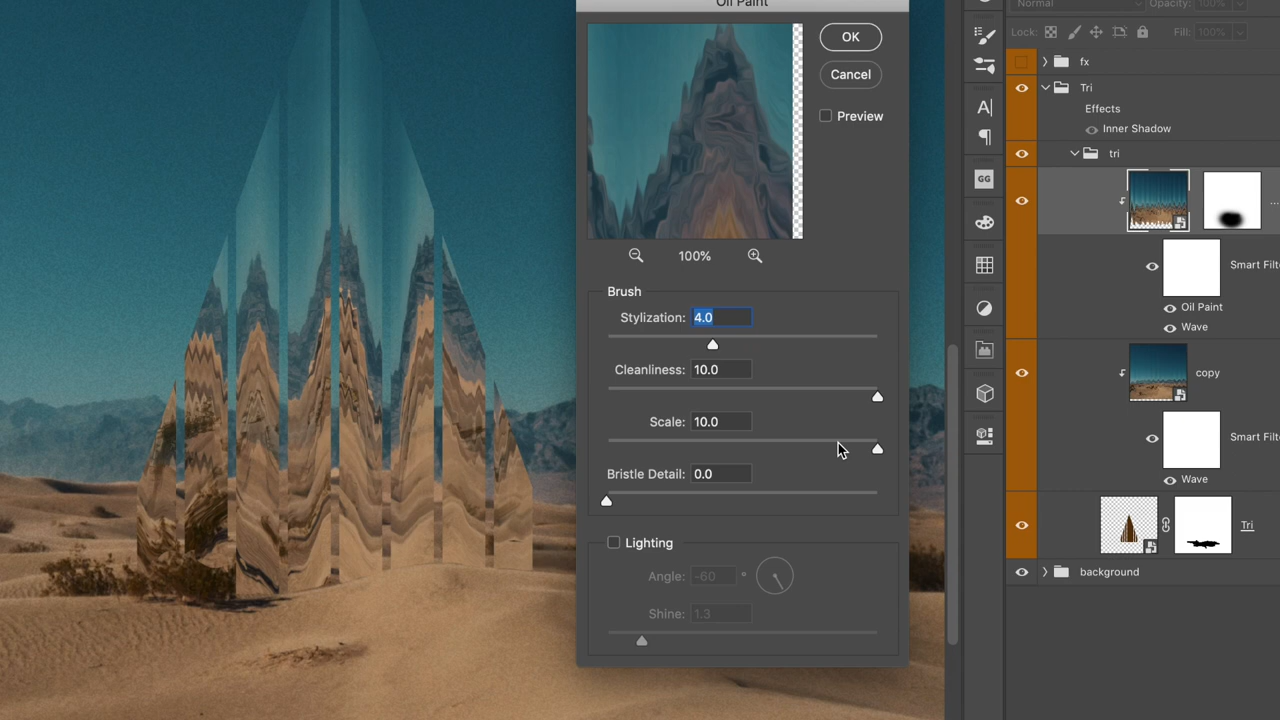 Oil Paint
OK
Cancel
Preview
100%
Brush
Stylization: 4.0
Cleanliness: 10.0
Scale: 10.0
Bristle Detail: 0.0
Lighting
Angle: -60 °
Shine: 1.3
A
GG
Normal Opacity: 100%
Lock: Fill: 100%
fx
Tri
Effects
Inner Shadow
tri
...
Smart Filt
Oil Paint
Wave
copy
Smart Filt
Wave
Tri
background